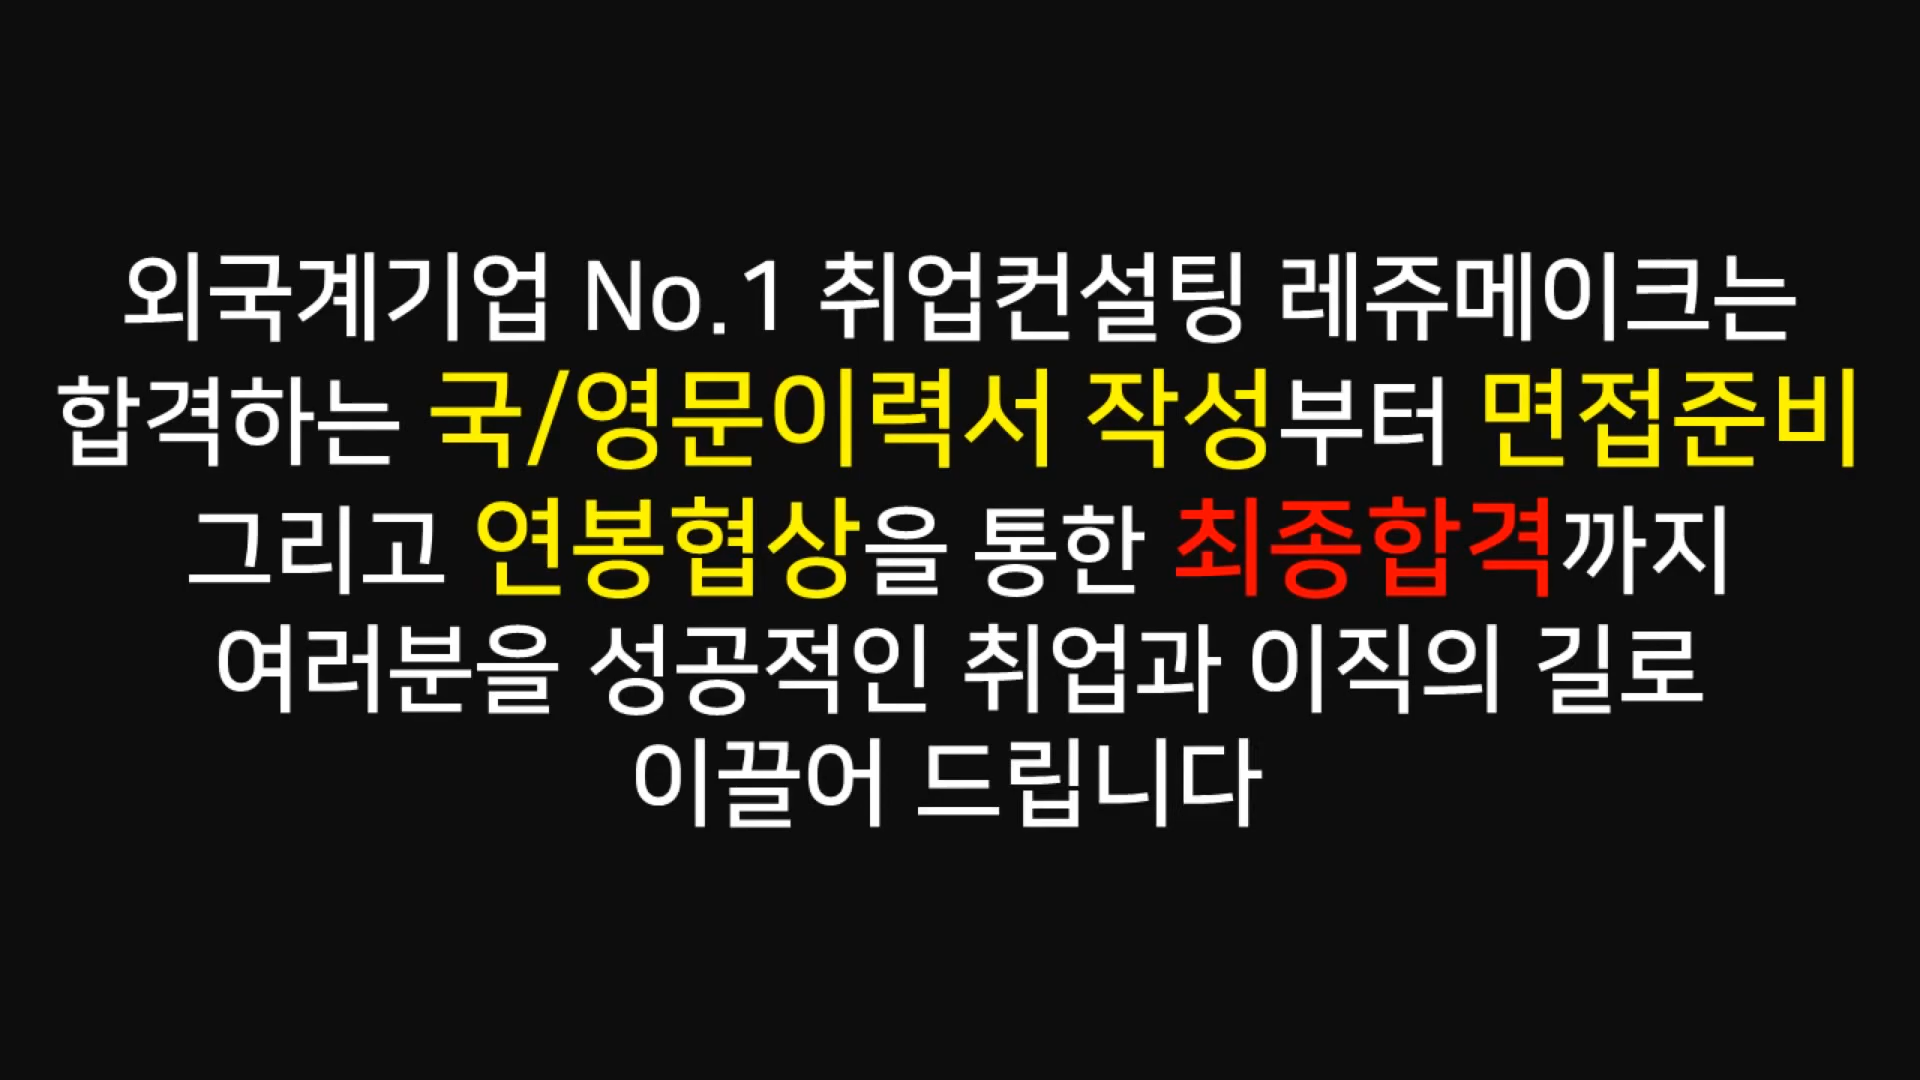 외국계기업 No.1 취업컨설팅 레쥬메이크는
합격하는 국/영문이력서 작성부터 면접준비
그리고 연봉협상을 통한 최종합격까지
여러분을 성공적인 취업과 이직의 길로
이끌어 드립니다